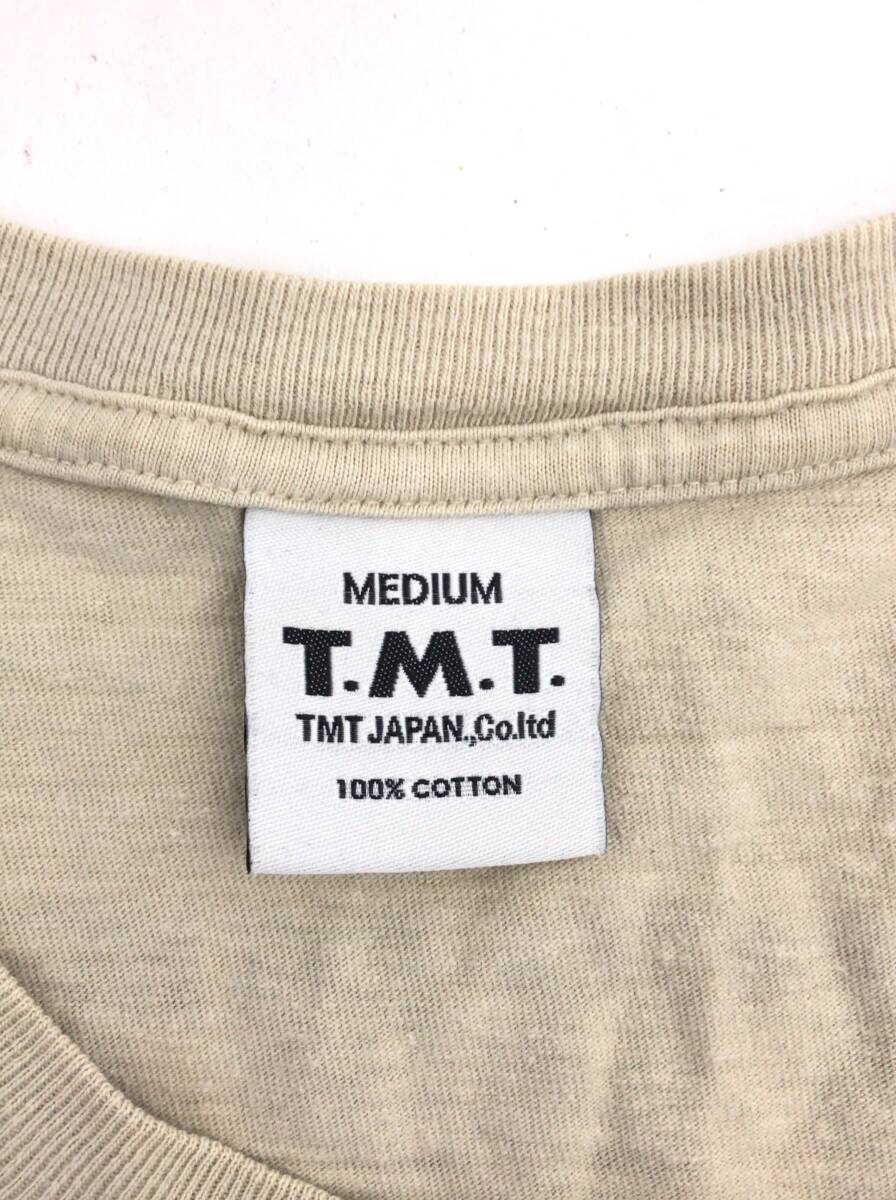 MEDIUM
T.M.T.
TMT JAPAN.,Co.ltd
100% COTTON